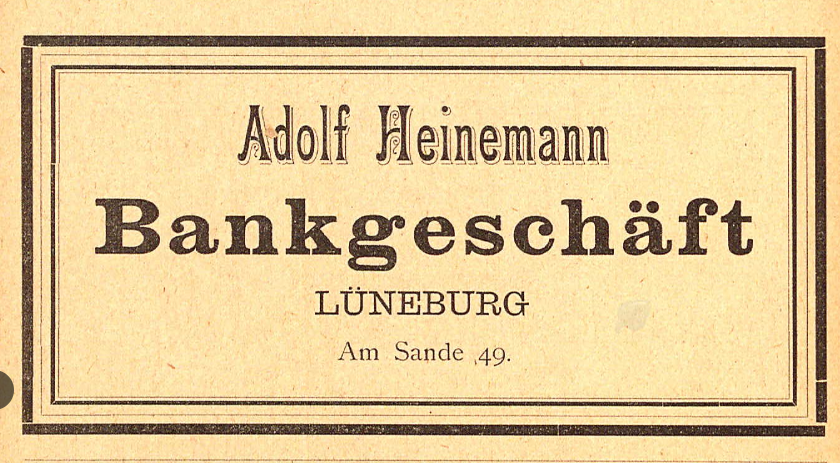 Adolf Heinemann
Bankgeschäft
LÜNEBURG
Am Sande 49.